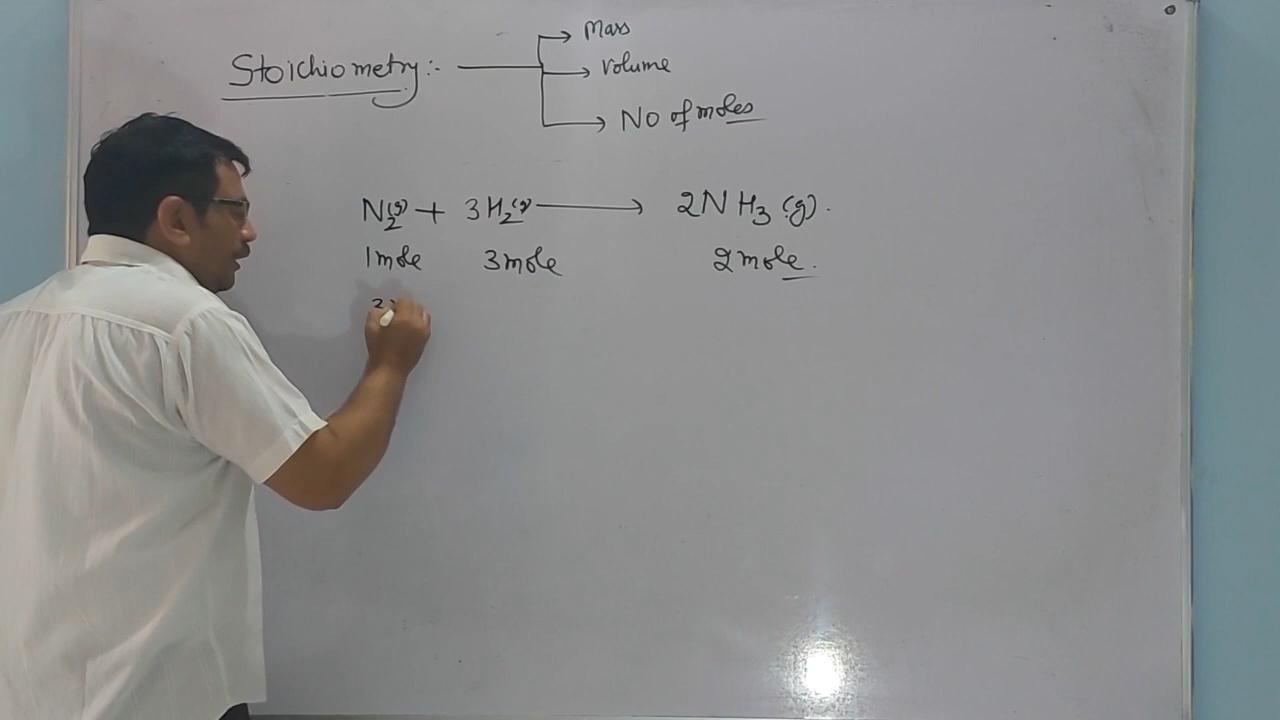 Stoichiometry:- → Mass
→ Volume
→ No of moles
N2(g) + 3H2(g) → 2NH3(g).
1mole 3mole 2mole.